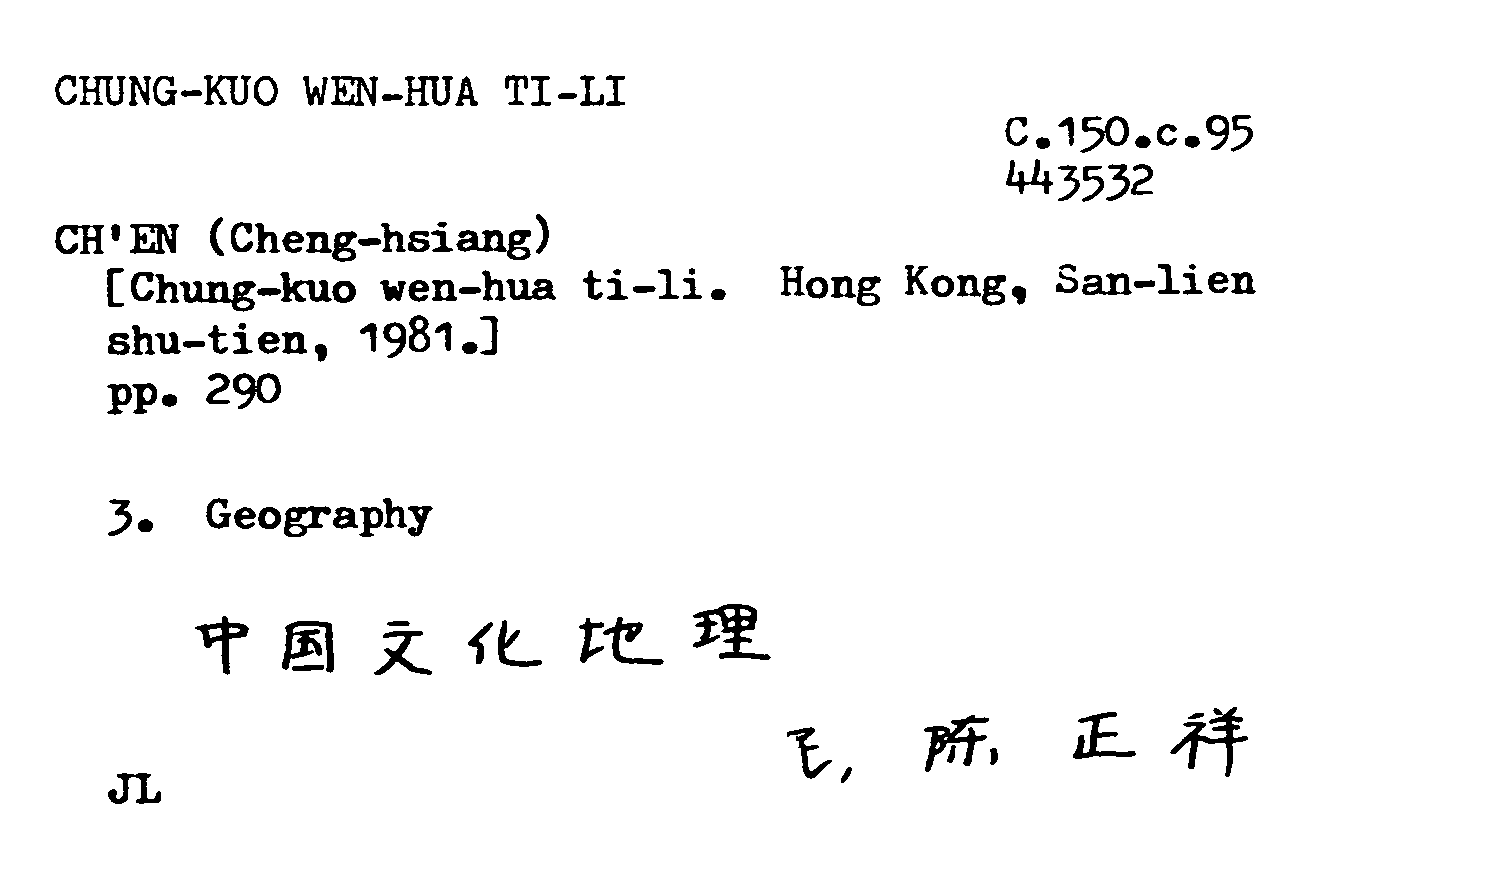 CHUNG-KUO WEN-HUA TI-LI
C.150.c.95
443532
CH'EN (Cheng-hsiang)
[Chung-kuo wen-hua ti-li. Hong Kong, San-lien
shu-tien, 1981.]
pp. 290
3. Geography
中国文化地理
陈正祥
JL